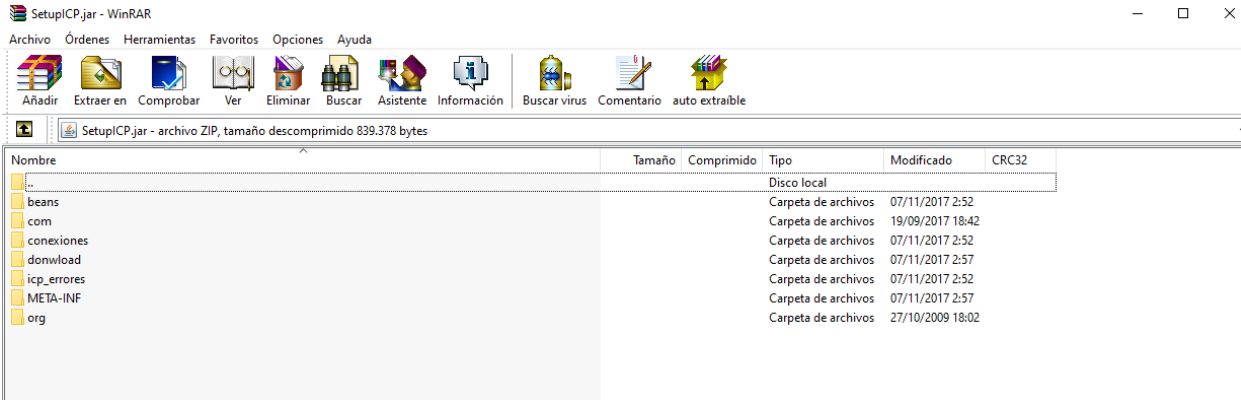 SetupICP.jar - WinRAR
Archivo Órdenes Herramientas Favoritos Opciones Ayuda
Añadir Extraer en Comprobar Ver Eliminar Buscar Asistente Información Buscar virus Comentario auto extraíble
SetupICP.jar - archivo ZIP, tamaño descomprimido 839.378 bytes
Nombre Tamaño Comprimido Tipo Modificado CRC32
.. Disco local
beans Carpeta de archivos 07/11/2017 2:52
com Carpeta de archivos 19/09/2017 18:42
conexiones Carpeta de archivos 07/11/2017 2:52
donwload Carpeta de archivos 07/11/2017 2:57
icp_errores Carpeta de archivos 07/11/2017 2:52
META-INF Carpeta de archivos 07/11/2017 2:57
org Carpeta de archivos 27/10/2009 18:02